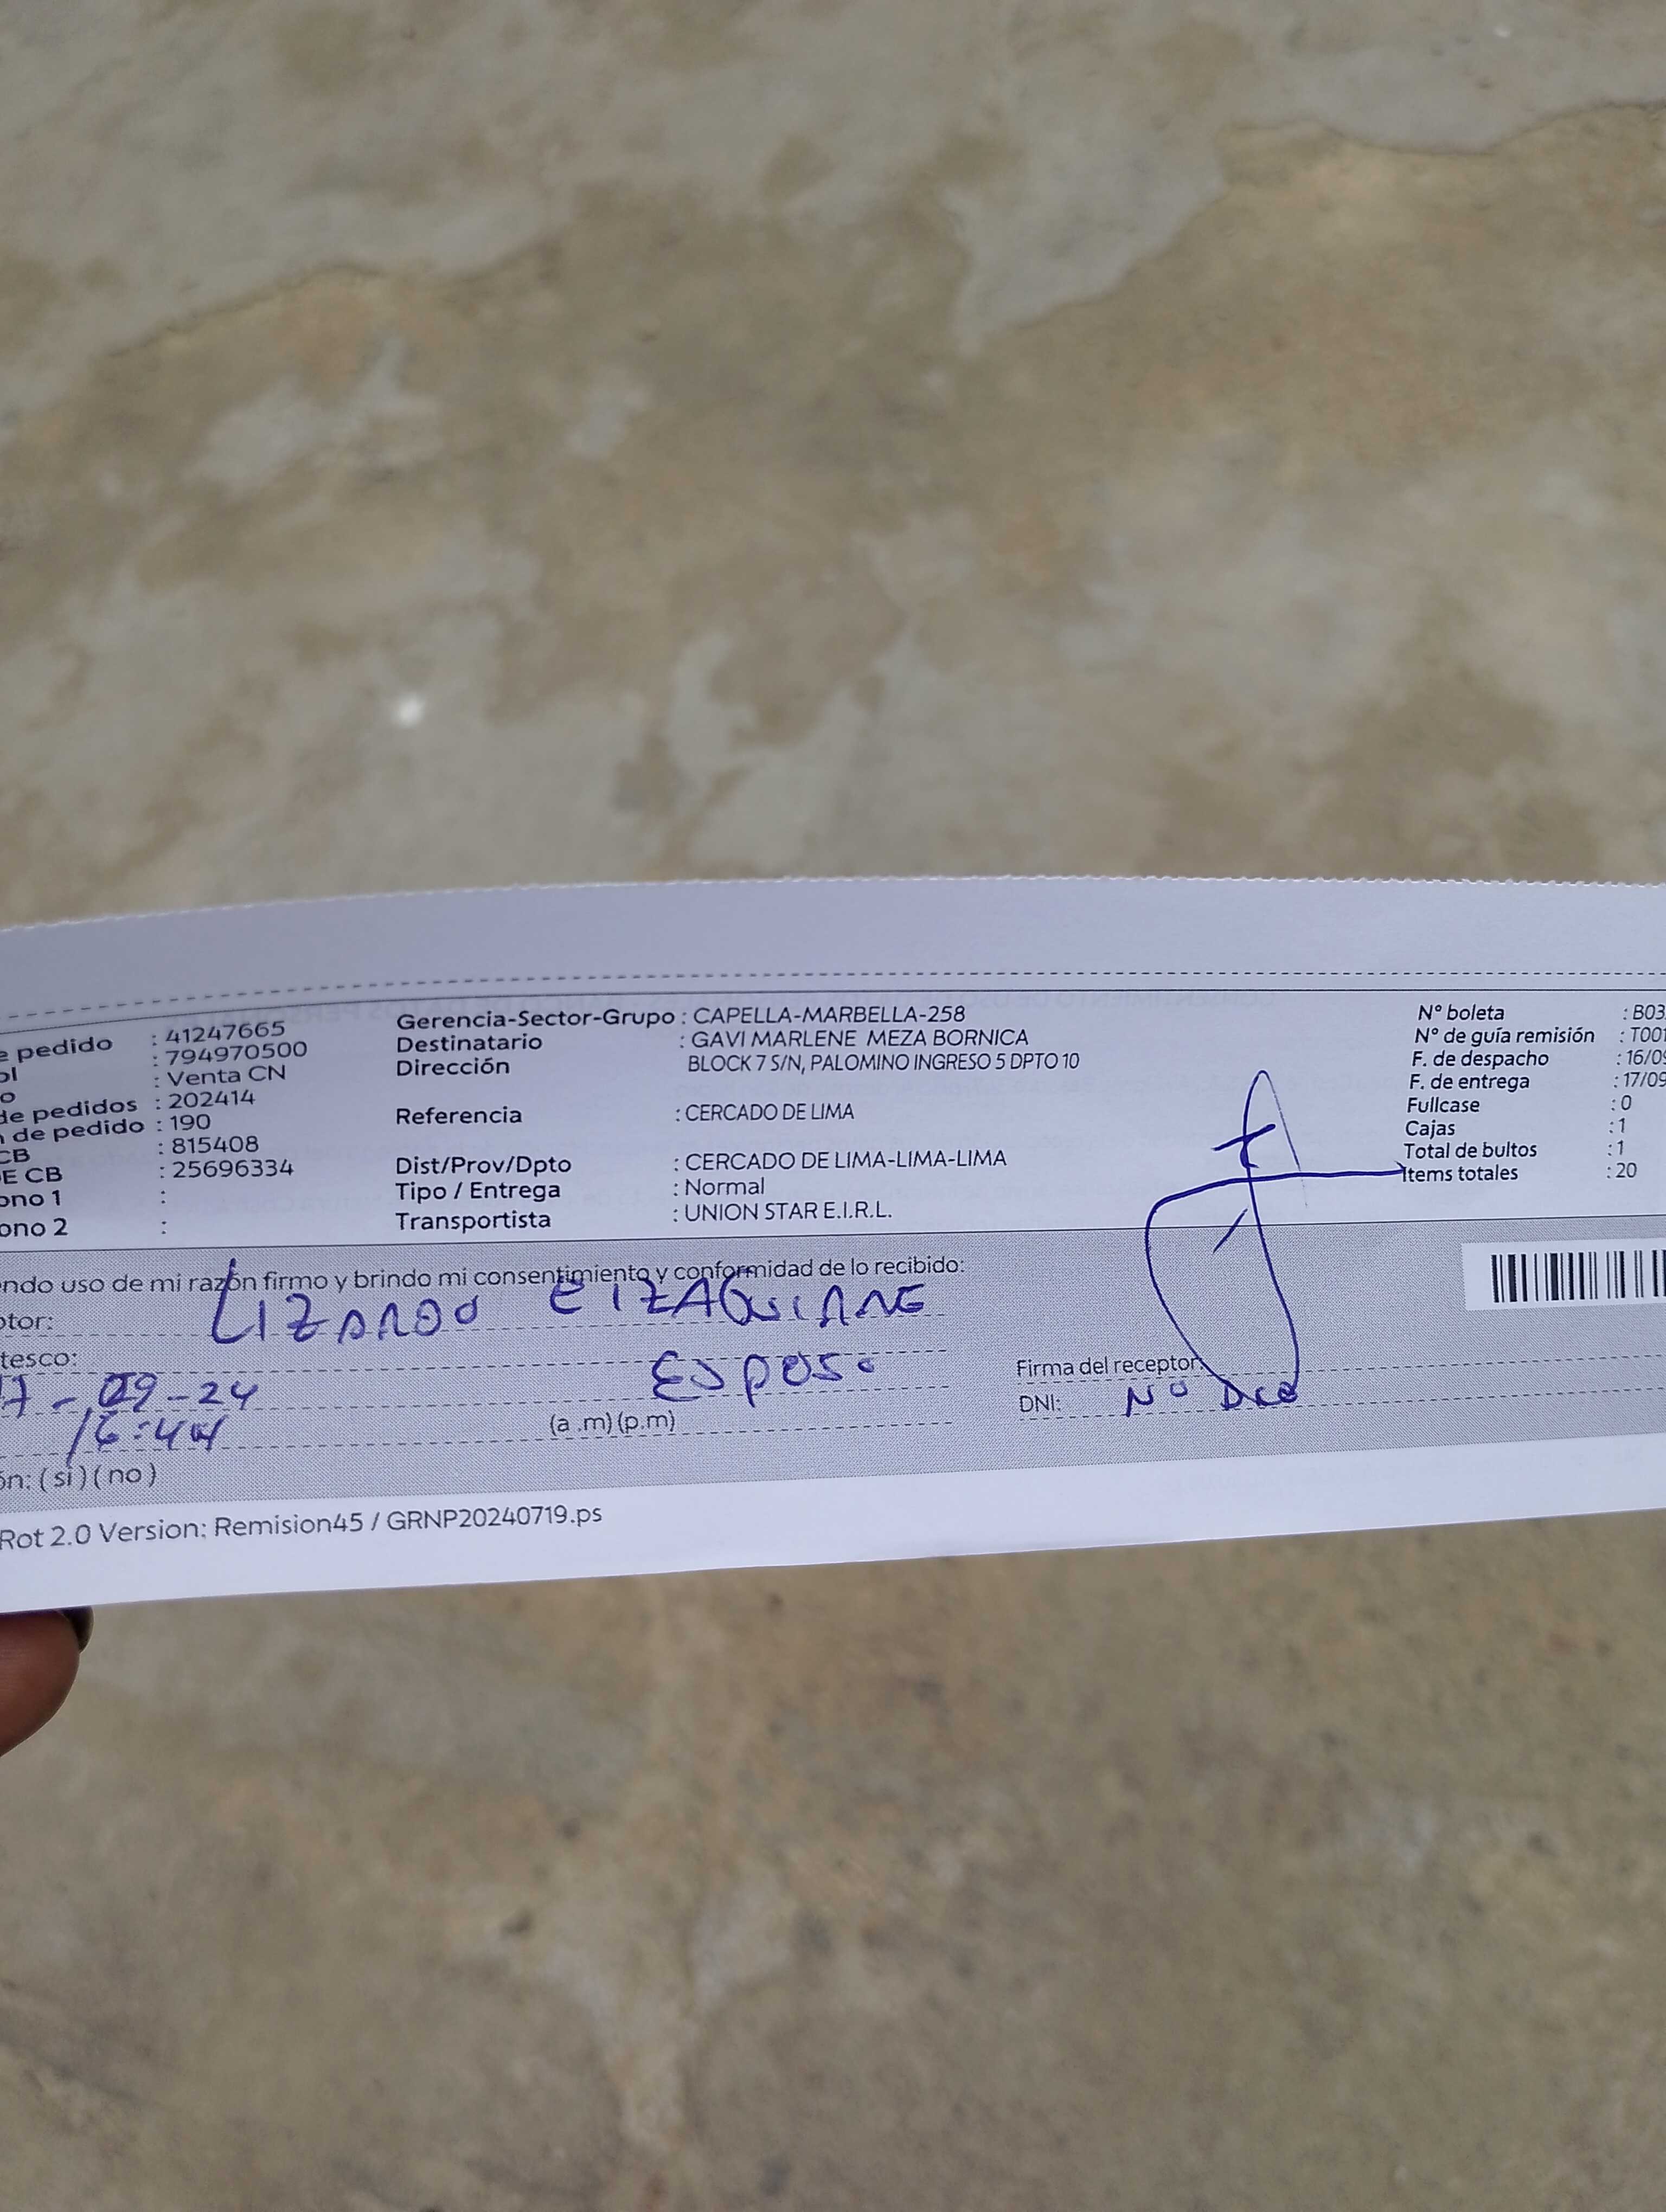 e pedido : 41247665
ol : 794970500
o : Venta CN
de pedidos : 202414
n de pedido : 190
CB : 815408
E CB : 25696334
ono 1 :
ono 2 :
Gerencia-Sector-Grupo : CAPELLA-MARBELLA-258
Destinatario : GAVI MARLENE MEZA BORNICA
Dirección BLOCK 7 S/N, PALOMINO INGRESO 5 DPTO 10
Referencia : CERCADO DE LIMA
Dist/Prov/Dpto : CERCADO DE LIMA-LIMA-LIMA
Tipo / Entrega : Normal
Transportista : UNION STAR E.I.R.L.
N° boleta : B03
N° de guía remisión : T001
F. de despacho : 16/09
F. de entrega : 17/09
Fullcase : 0
Cajas : 1
Total de bultos : 1
Items totales : 20
ndo uso de mi razón firmo y brindo mi consentimiento y conformidad de lo recibido:
otor: LIZARDO EIZAGUIRRE
tesco: ESPOSO
7-09-24
16:44 (a .m) (p.m)
ón: (si) (no)
Firma del receptor:
DNI: N°
Rot 2.0 Version: Remision45 / GRNP20240719.ps